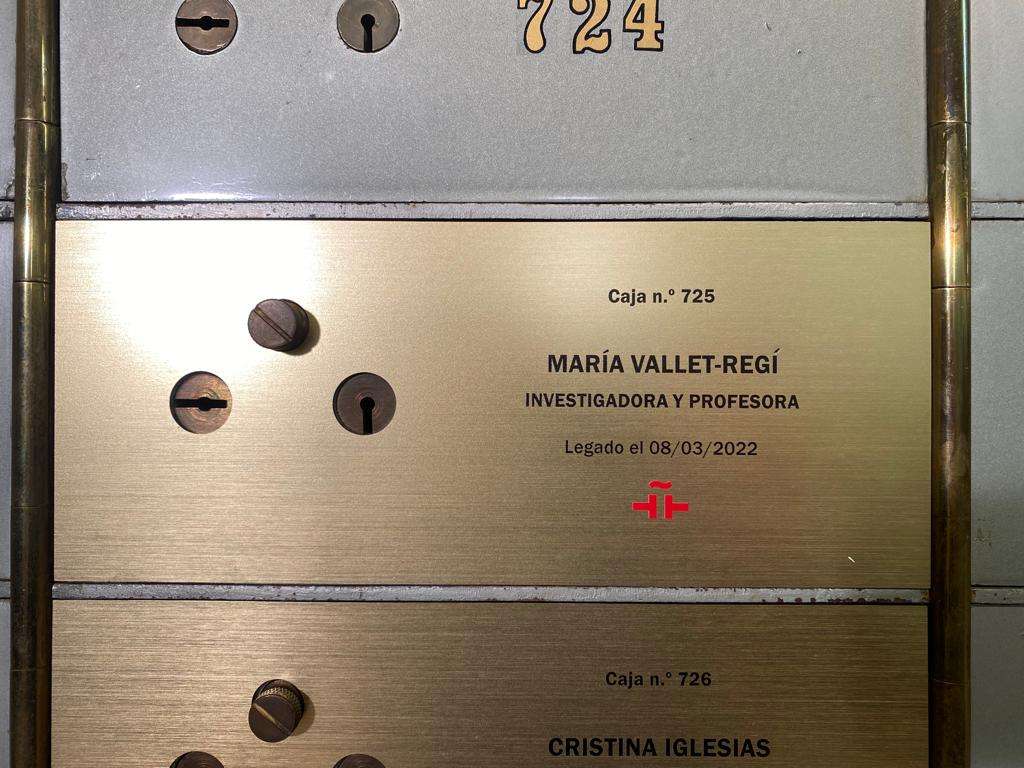 724
Caja n.º 725
MARÍA VALLET-REGÍ
INVESTIGADORA Y PROFESORA
Legado el 08/03/2022
Caja n.º 726
CRISTINA IGLESIAS